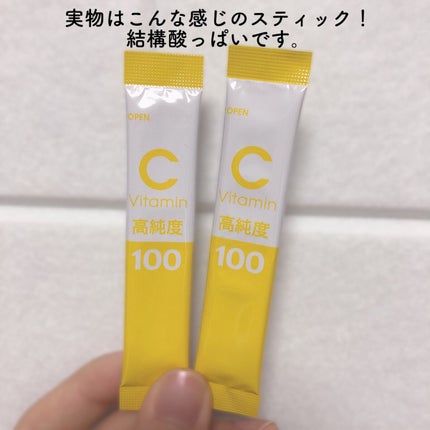 実物はこんな感じのスティック！
結構酸っぱいです。
OPEN
C
Vitamin
高純度
100
OPEN
C
Vitamin
高純度
100